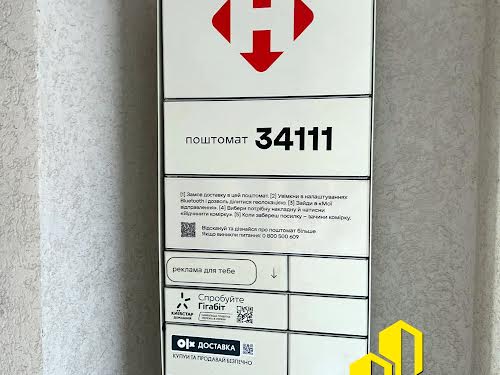 поштомат 34111
[1] Замов доставку в цей поштомат. [2] Увімкни в налаштуваннях
Bluetooth і дозволь ділитися геолокацією. [3] Зайди в «Мої
відправлення». [4] Вибери потрібну накладну й натисни
«Відчинити комірку». [5] Коли забереш посилку – зачини комірку.
Відскануй та дізнайся про поштомат більше
Якщо виникли питання: 0 800 500 609
реклама для тебе ↓
КИЇВСТАР
Спробуйте
Гігабіт
OLX ДОСТАВКА
КУПУЙ ТА ПРОДАВАЙ БЕЗПЕЧНО